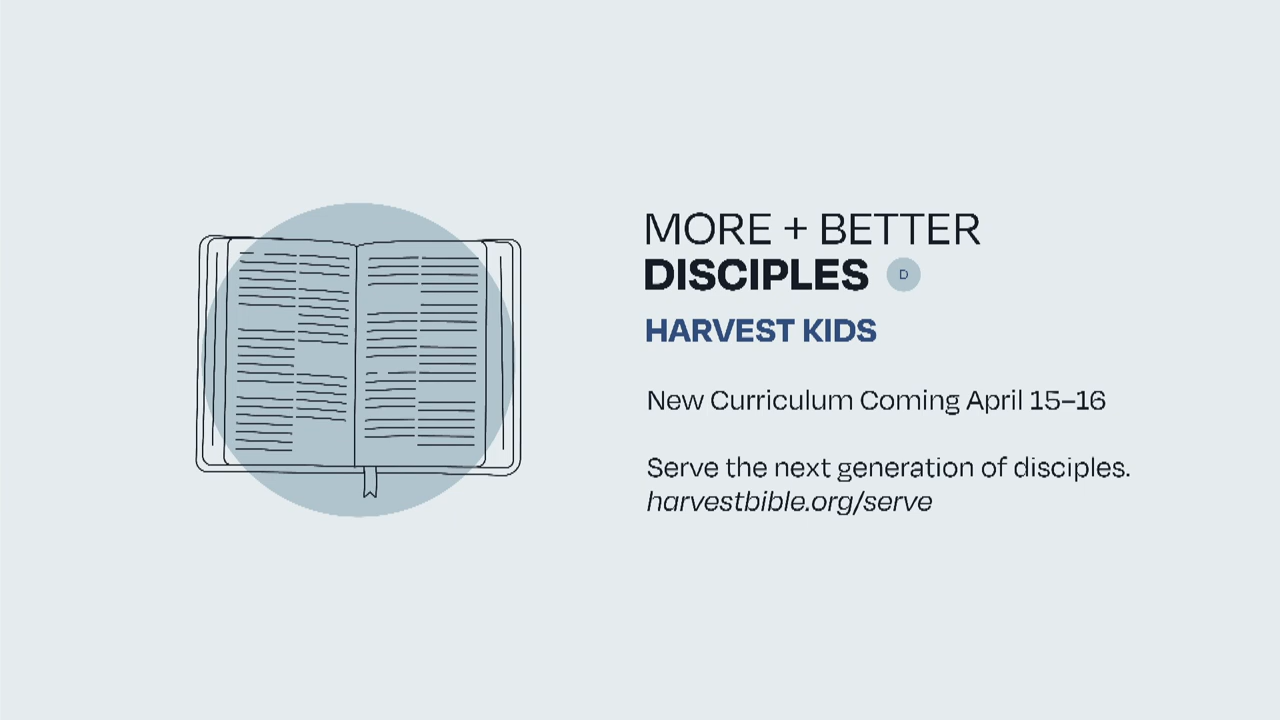 MORE + BETTER
DISCIPLES D
HARVEST KIDS
New Curriculum Coming April 15–16
Serve the next generation of disciples.
harvestbible.org/serve